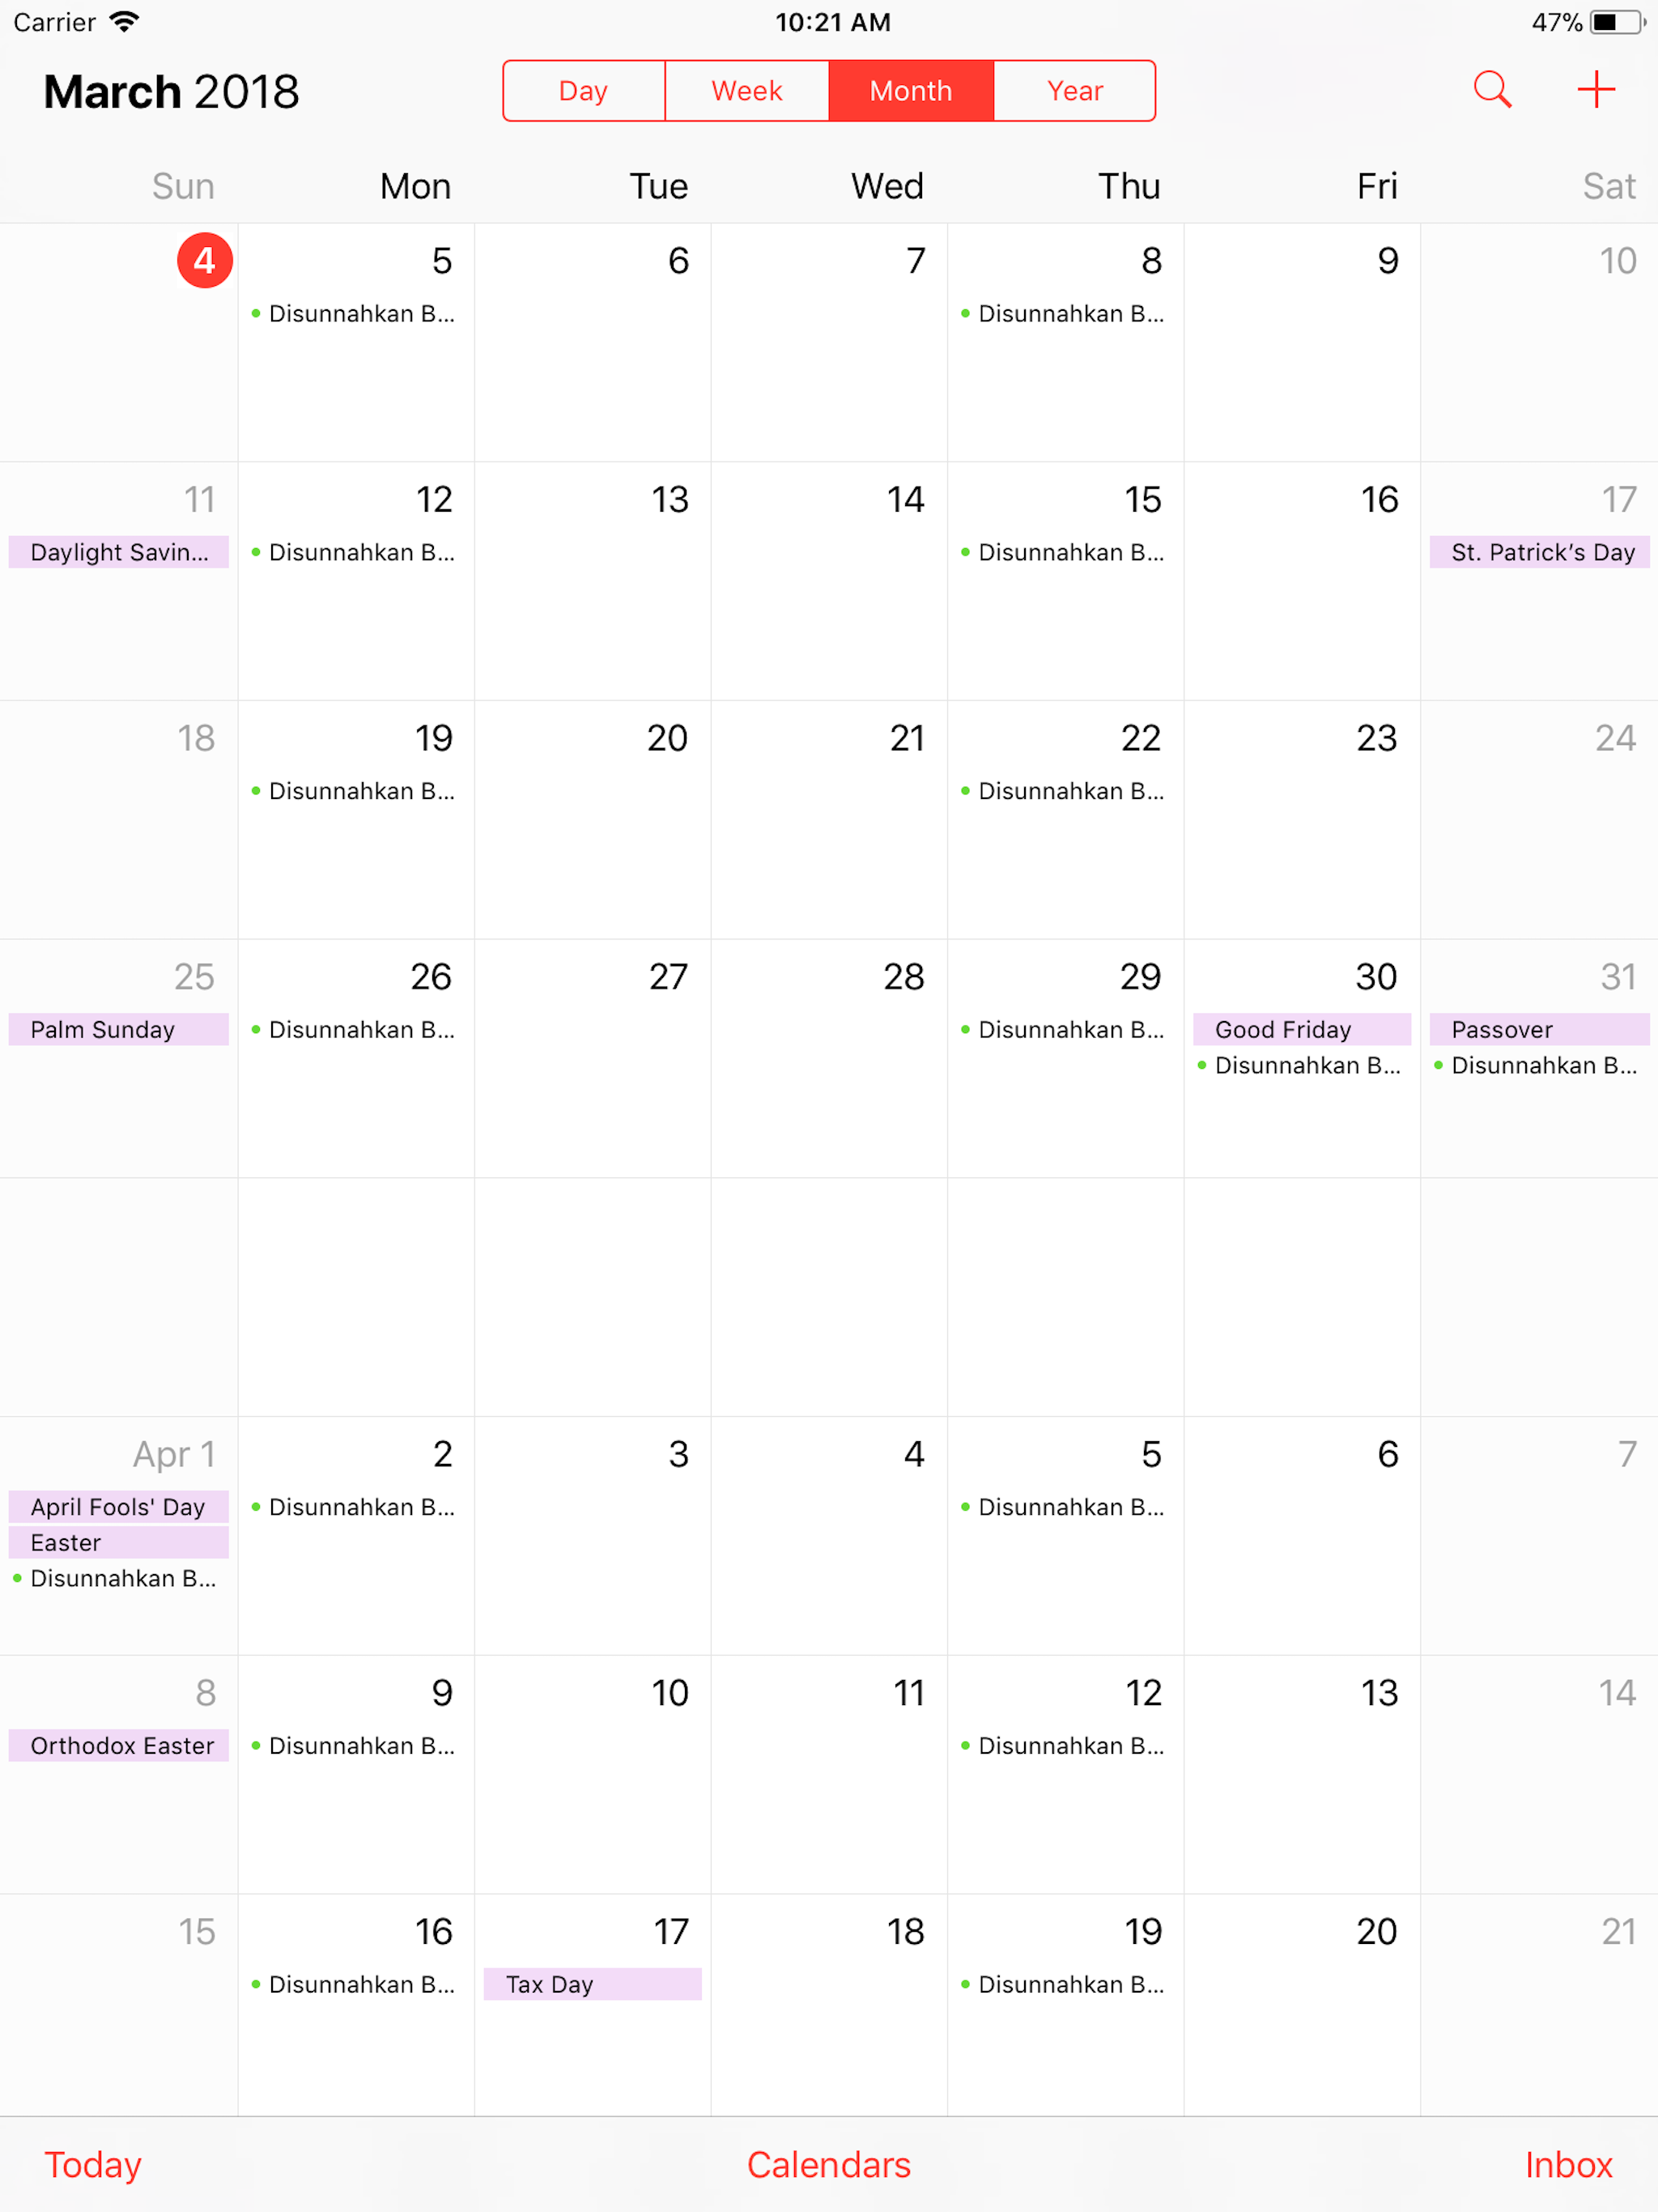 Carrier 10:21 AM 47%
March 2018 Day Week Month Year
Sun Mon Tue Wed Thu Fri Sat
4 5 6 7 8 9 10
Disunnahkan B... Disunnahkan B...
11 12 13 14 15 16 17
Daylight Savin... Disunnahkan B... Disunnahkan B... St. Patrick's Day
18 19 20 21 22 23 24
Disunnahkan B... Disunnahkan B...
25 26 27 28 29 30 31
Palm Sunday Disunnahkan B... Disunnahkan B... Good Friday Passover
Disunnahkan B... Disunnahkan B...
Apr 1 2 3 4 5 6 7
April Fools' Day Disunnahkan B... Disunnahkan B...
Easter
Disunnahkan B...
8 9 10 11 12 13 14
Orthodox Easter Disunnahkan B... Disunnahkan B...
15 16 17 18 19 20 21
Disunnahkan B... Tax Day Disunnahkan B...
Today Calendars Inbox